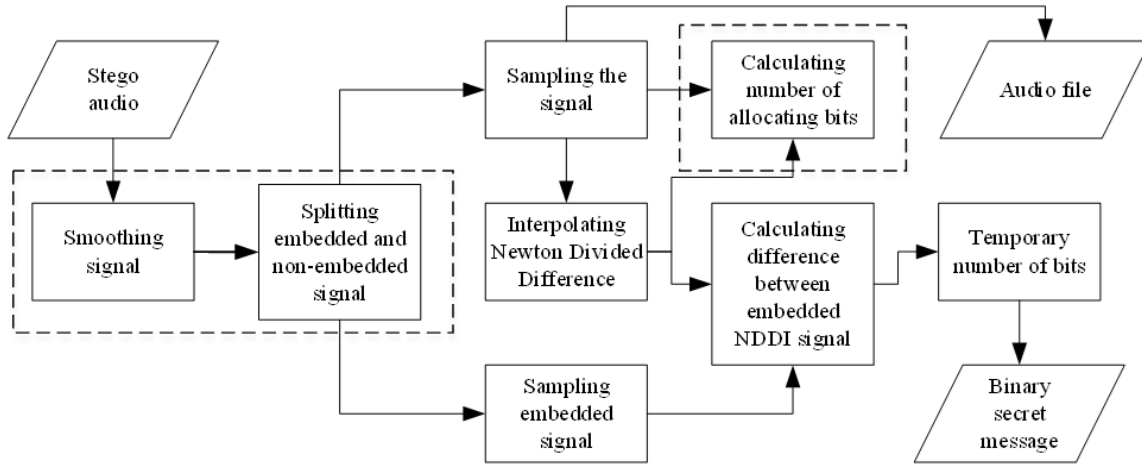 Stego
audio
Smoothing
signal
Splitting
embedded and
non-embedded
signal
Sampling the
signal
Interpolating
Newton Divided
Difference
Sampling
embedded
signal
Calculating
number of
allocating bits
Calculating
difference
between
embedded
NDDI signal
Audio file
Temporary
number of bits
Binary
secret
message